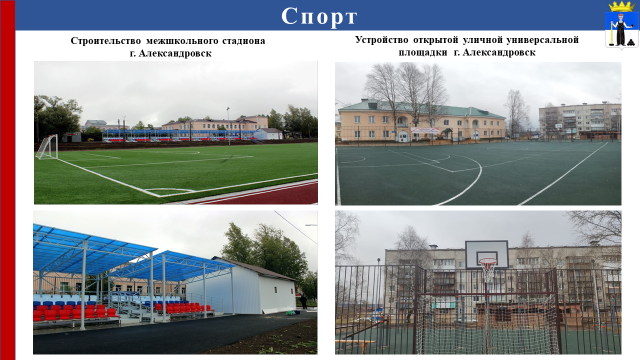 Спорт
Строительство межшкольного стадиона
г. Александровск
Устройство открытой уличной универсальной
площадки г. Александровск